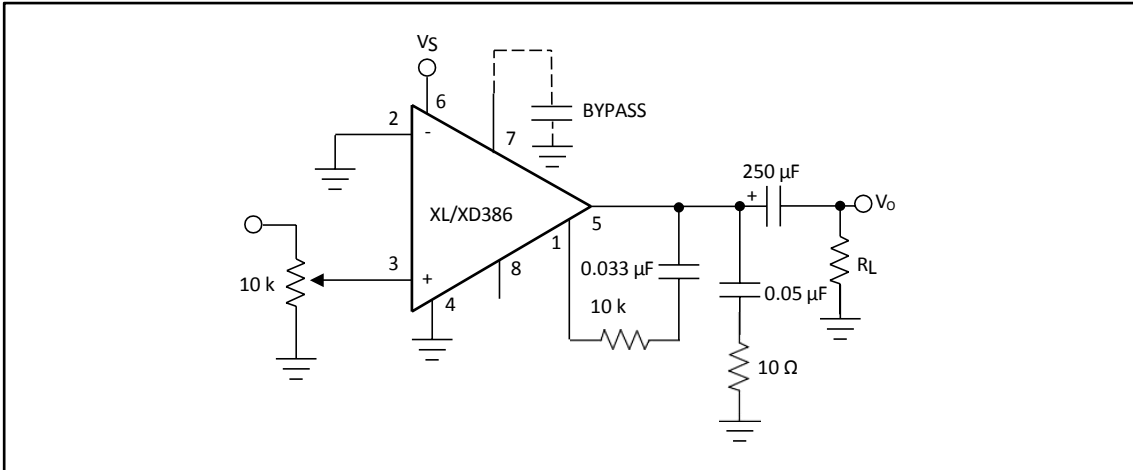 VS
6
2
-
7
BYPASS
250 µF
+
VO
XL/XD386
5
1
3
+
8
0.033 µF
RL
10 k
4
10 k
0.05 µF
10 Ω